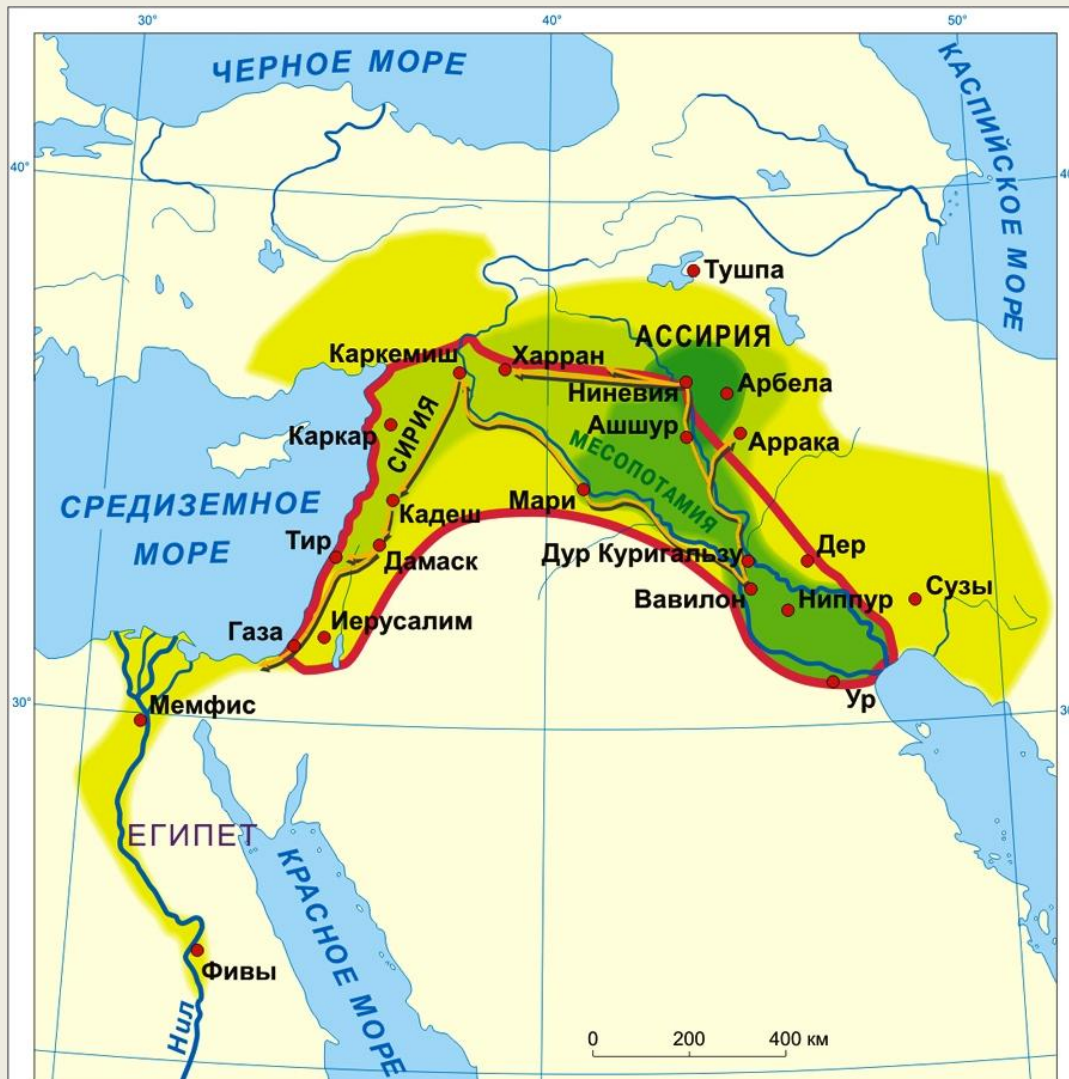 30°
40°
50°
ЧЕРНОЕ МОРЕ
КАСПИЙСКОЕ МОРЕ
40°
40
Тушпа
АССИРИЯ
Каркемиш
Харран
Ниневия
Арбела
Каркар
СИРИЯ
Ашшур
Аррака
МЕСОПОТАМИЯ
СРЕДИЗЕМНОЕ
МОРЕ
Кадеш
Мари
Тир
Дамаск
Дур Куригальзу
Дер
Вавилон
Ниппур
Сузы
Газа
Иерусалим
30°
30
Мемфис
Ур
ЕГИПЕТ
КРАСНОЕ МОРЕ
Фивы
Нил
0 200 400 км